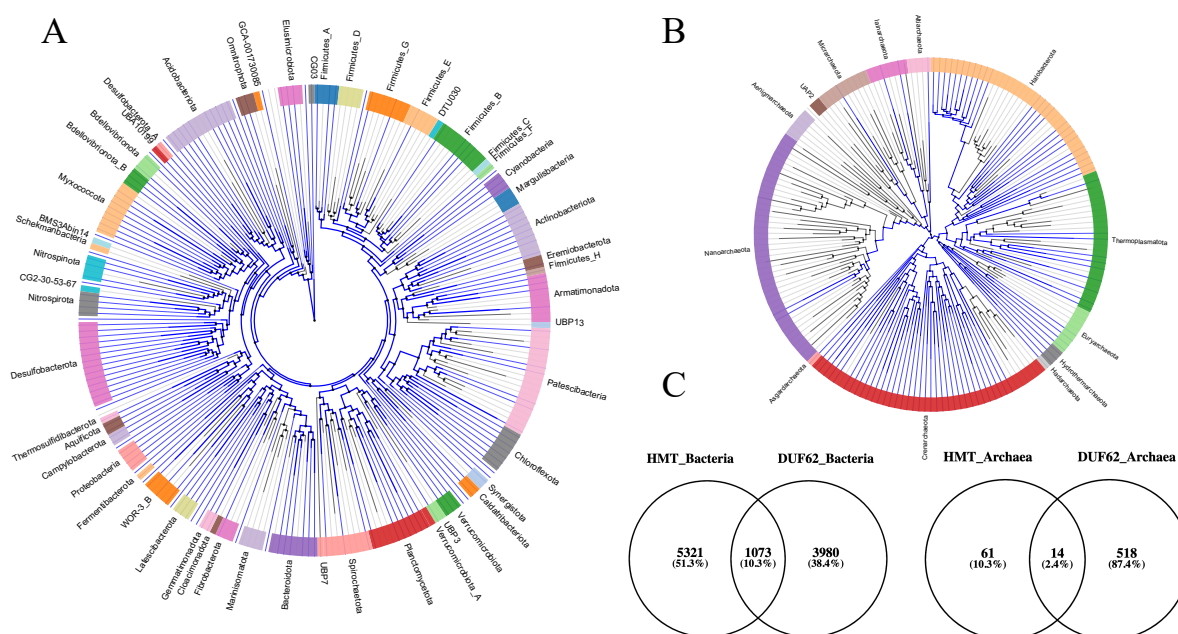 A
CG03
Firmicutes_A
Firmicutes_D
Firmicutes_G
Firmicutes_E
DTU030
Firmicutes_B
Firmicutes_C
Firmicutes_F
Cyanobacteria
Margulisbacteria
Actinobacteriota
Eremiobacterota
Firmicutes_H
Armatimonadota
UBP13
Patescibacteria
Chloroflexota
Synergistota
Caldatribacteriota
Verrucomicrobiota
UBP3
Verrucomicrobiota_A
Planctomycetota
Spirochaetota
UBP7
Bacteroidota
Marinisomatota
Fibrobacterota
Cloacimonadota
Gemmatimonadota
Latescibacterota
WOR-3_B
Fermentibacterota
Proteobacteria
Campylobacterota
Aquificota
Thermosulfidibacterota
Desulfobacterota
Nitrospirota
CG2-30-53-67
Nitrospinota
Schekmanbacteria
BMS3Abin14
Myxococcota
Bdellovibrionota_B
Bdellovibrionota
UBA10199
Desulfobacterota_A
Acidobacteriota
Omnitrophota
GCA-001730085
Elusimicrobiota
B
Altiarchaeota
Iainarchaeota
Micrarchaeota
UAP2
Aenigmarchaeota
Nanoarchaeota
Asgardarchaeota
Crenarchaeota
Hadarchaeota
Hydrothermarchaeota
Euryarchaeota
Thermoplasmatota
Halobacterota
C
HMT_Bacteria DUF62_Bacteria
5321 1073 3980
(51.3%) (10.3%) (38.4%)
HMT_Archaea DUF62_Archaea
61 14 518
(10.3%) (2.4%) (87.4%)